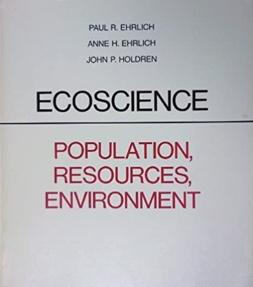 PAUL R. EHRLICH
ANNE H. EHRLICH
JOHN P. HOLDREN
ECOSCIENCE
POPULATION,
RESOURCES,
ENVIRONMENT